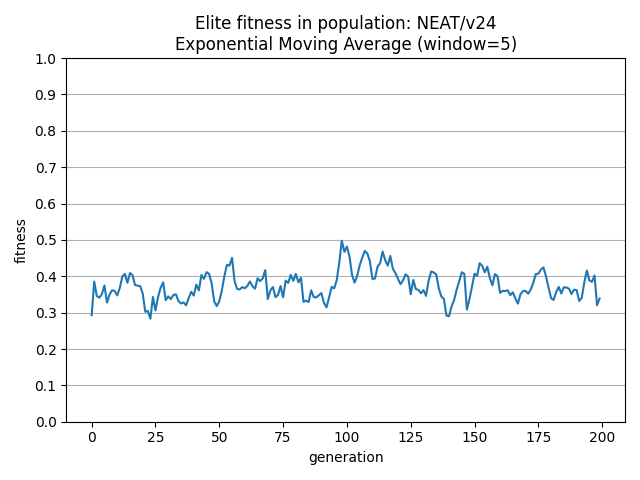 Elite fitness in population: NEAT/v24
Exponential Moving Average (window=5)
1.0
0.9
0.8
0.7
0.6
0.5
0.4
0.3
0.2
0.1
0.0
fitness
0 25 50 75 100 125 150 175 200
generation